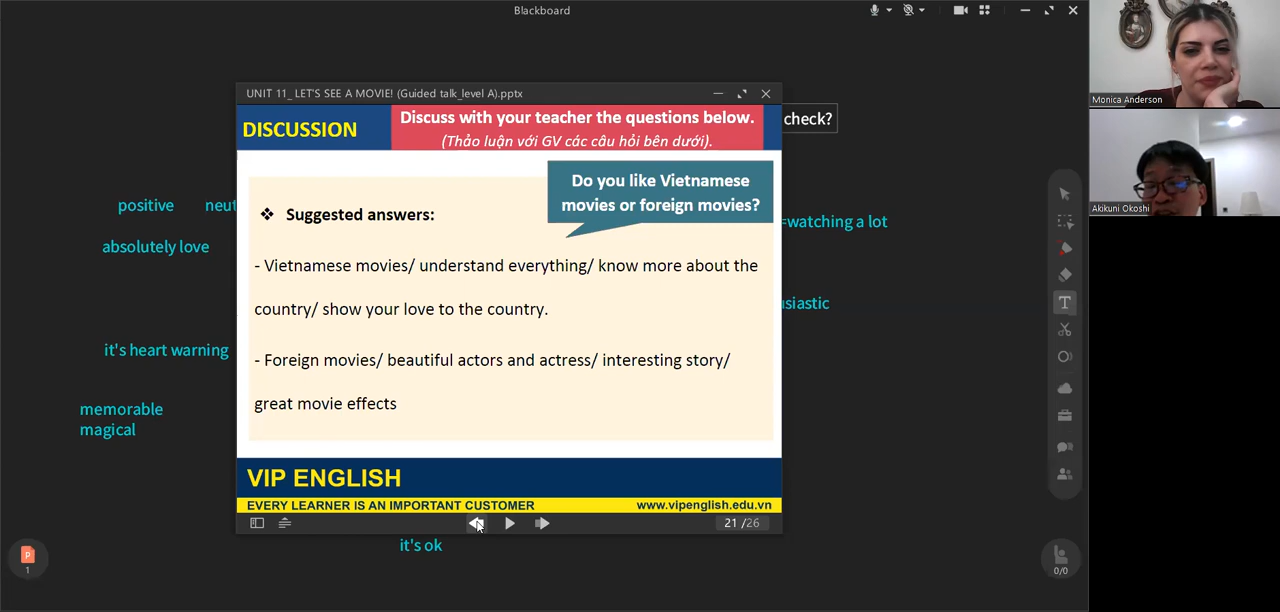 Blackboard
Monica Anderson
Akikuni Okoshi
UNIT 11_ LET'S SEE A MOVIE! (Guided talk_level A).pptx
DISCUSSION
Discuss with your teacher the questions below.
(Thảo luận với GV các câu hỏi bên dưới).
check?
Do you like Vietnamese
movies or foreign movies?
❖ Suggested answers:
- Vietnamese movies/ understand everything/ know more about the
country/ show your love to the country.
- Foreign movies/ beautiful actors and actress/ interesting story/
great movie effects
VIP ENGLISH
EVERY LEARNER IS AN IMPORTANT CUSTOMER
www.vipenglish.edu.vn
21 /26
positive
neut
absolutely love
=watching a lot
it's heart warning
memorable
magical
it's ok
P
1
T
0/0